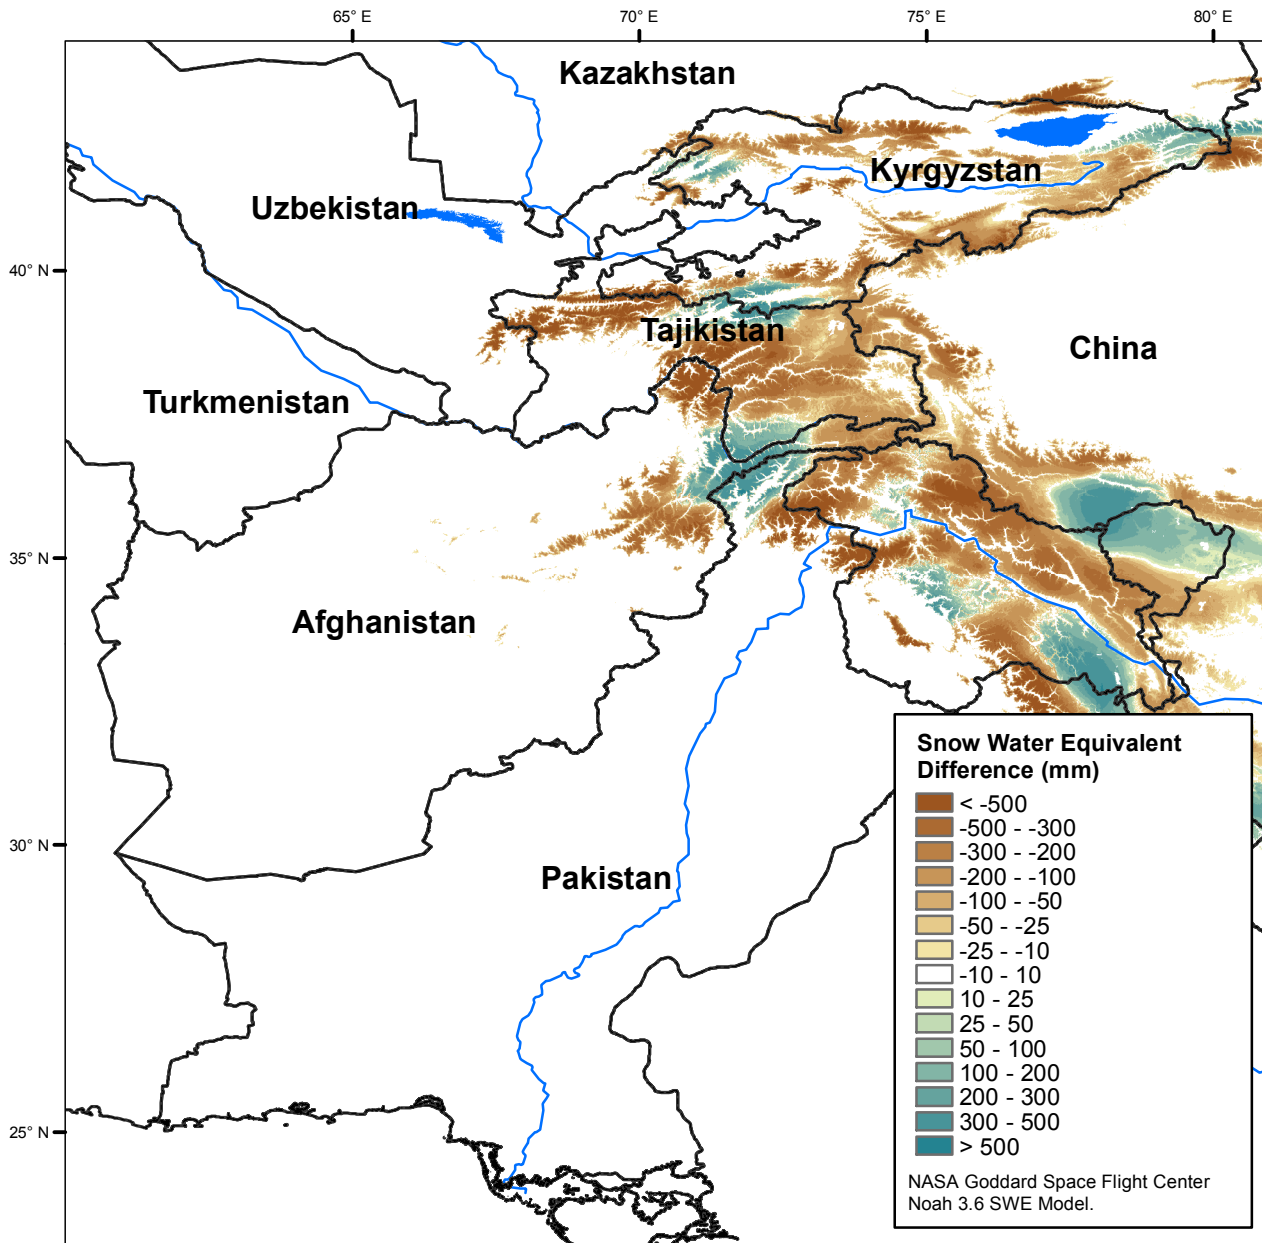 65° E
70° E
75° E
80° E
Kazakhstan
Kyrgyzstan
Uzbekistan
40° N
Tajikistan
China
Turkmenistan
35° N
Afghanistan
30° N
Pakistan
25° N
Snow Water Equivalent
Difference (mm)
< -500
-500 - -300
-300 - -200
-200 - -100
-100 - -50
-50 - -25
-25 - -10
-10 - 10
10 - 25
25 - 50
50 - 100
100 - 200
200 - 300
300 - 500
> 500
NASA Goddard Space Flight Center
Noah 3.6 SWE Model.